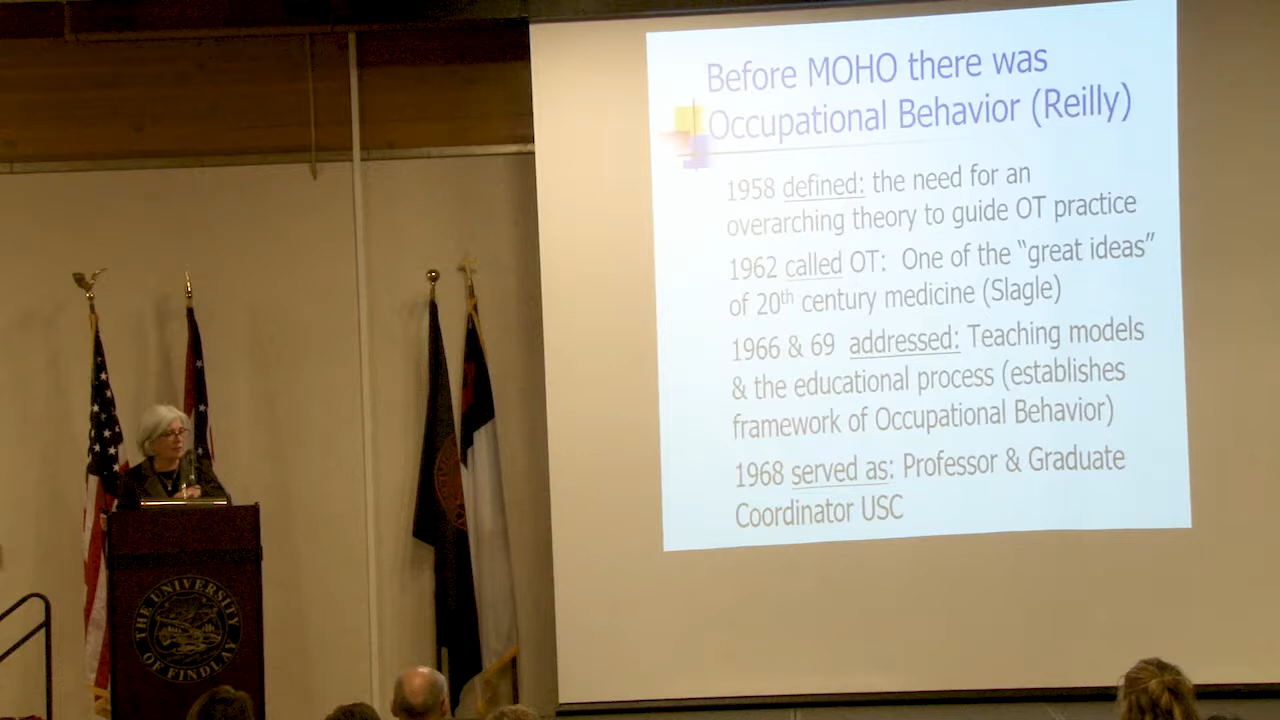 Before MOHO there was
Occupational Behavior (Reilly)
1958 defined: the need for an
overarching theory to guide OT practice
1962 called OT: One of the “great ideas”
of 20th century medicine (Slagle)
1966 & 69 addressed: Teaching models
& the educational process (establishes
framework of Occupational Behavior)
1968 served as: Professor & Graduate
Coordinator USC
THE UNIVERSITY
OF FINDLAY